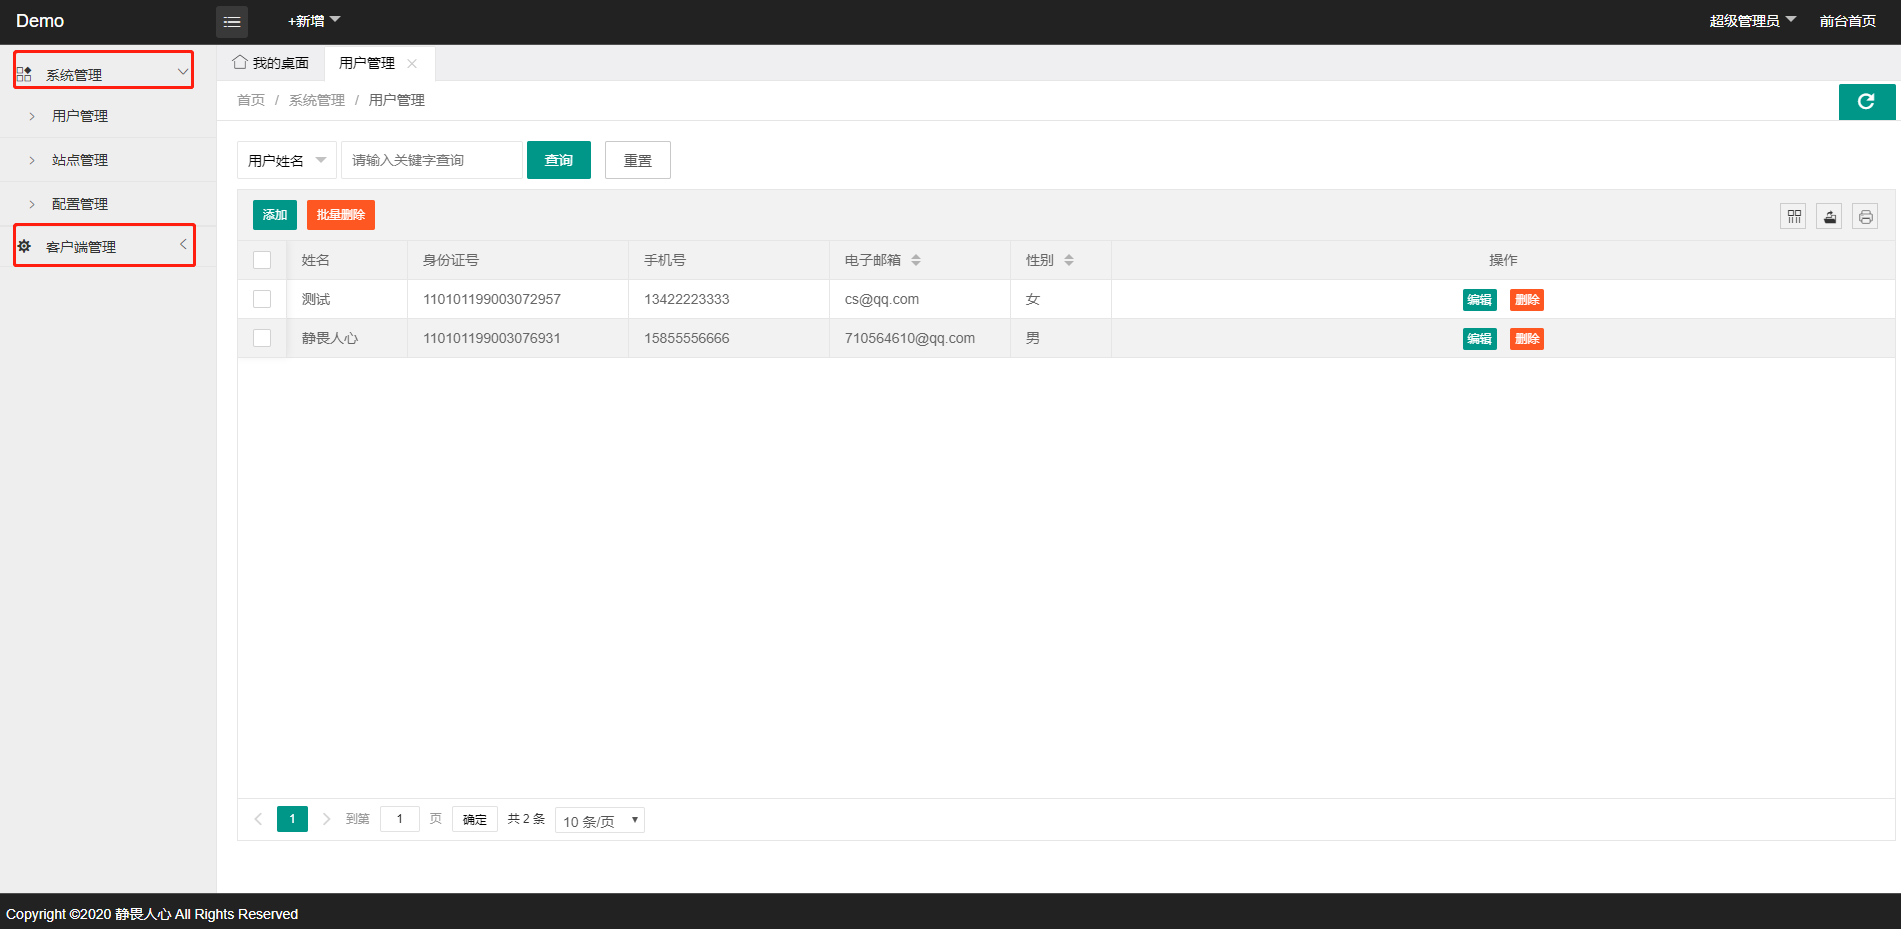 Demo +新增 超级管理员 前台首页
系统管理
用户管理
站点管理
配置管理
客户端管理
我的桌面 用户管理
首页 / 系统管理 / 用户管理
用户姓名 请输入关键字查询 查询 重置
添加 批量删除
姓名 身份证号 手机号 电子邮箱 性别 操作
测试 110101199003072957 13422223333 cs@qq.com 女 编辑 删除
静畏人心 110101199003076931 15855556666 710564610@qq.com 男 编辑 删除
1 到第 1 页 确定 共 2 条 10 条/页
Copyright ©2020 静畏人心 All Rights Reserved